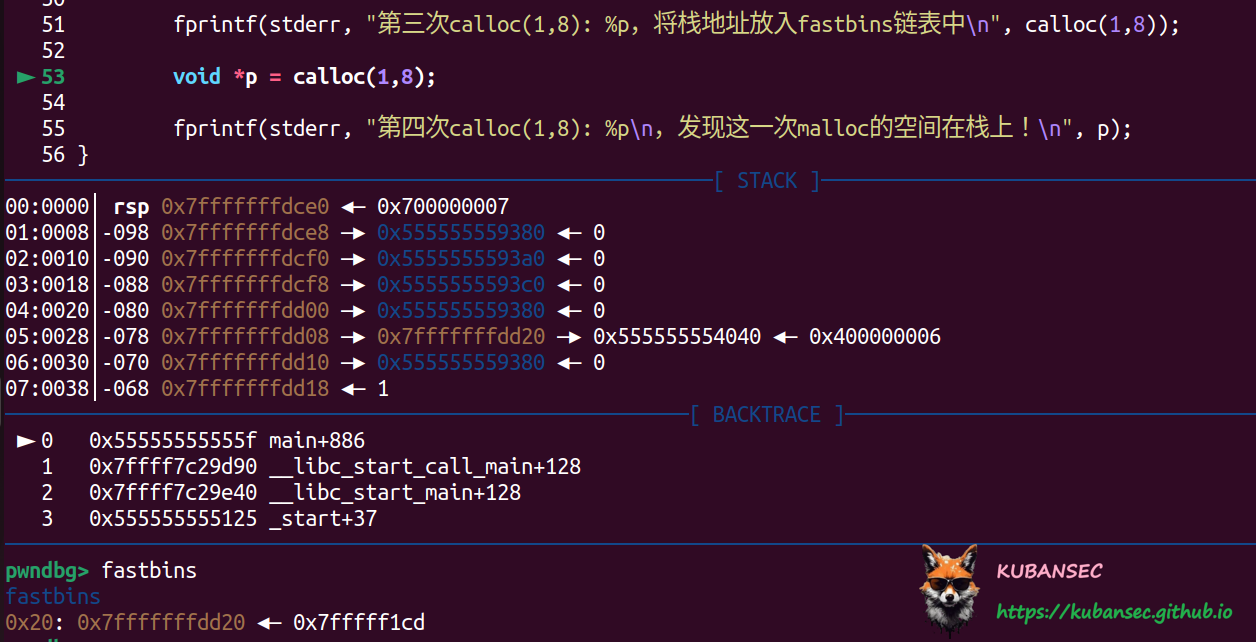 50
51 fprintf(stderr, "第三次calloc(1,8): %p，将栈地址放入fastbins链表中\n", calloc(1,8));
52
► 53 void *p = calloc(1,8);
54
55 fprintf(stderr, "第四次calloc(1,8): %p\n，发现这一次malloc的空间在栈上！\n", p);
56 }
[ STACK ]
00:0000│ rsp 0x7fffffffdce0 ◂— 0x700000007
01:0008│-098 0x7fffffffdce8 —▸ 0x555555559380 ◂— 0
02:0010│-090 0x7fffffffdcf0 —▸ 0x5555555593a0 ◂— 0
03:0018│-088 0x7fffffffdcf8 —▸ 0x5555555593c0 ◂— 0
04:0020│-080 0x7fffffffdd00 —▸ 0x555555559380 ◂— 0
05:0028│-078 0x7fffffffdd08 —▸ 0x7fffffffdd20 —▸ 0x555555554040 ◂— 0x400000006
06:0030│-070 0x7fffffffdd10 —▸ 0x555555559380 ◂— 0
07:0038│-068 0x7fffffffdd18 ◂— 1
[ BACKTRACE ]
► 0 0x55555555555f main+886
1 0x7ffff7c29d90 __libc_start_call_main+128
2 0x7ffff7c29e40 __libc_start_main+128
3 0x555555555125 _start+37
pwndbg> fastbins
fastbins
0x20: 0x7fffffffdd20 ◂— 0x7fffff1cd
KUBANSEC
https://kubansec.github.io